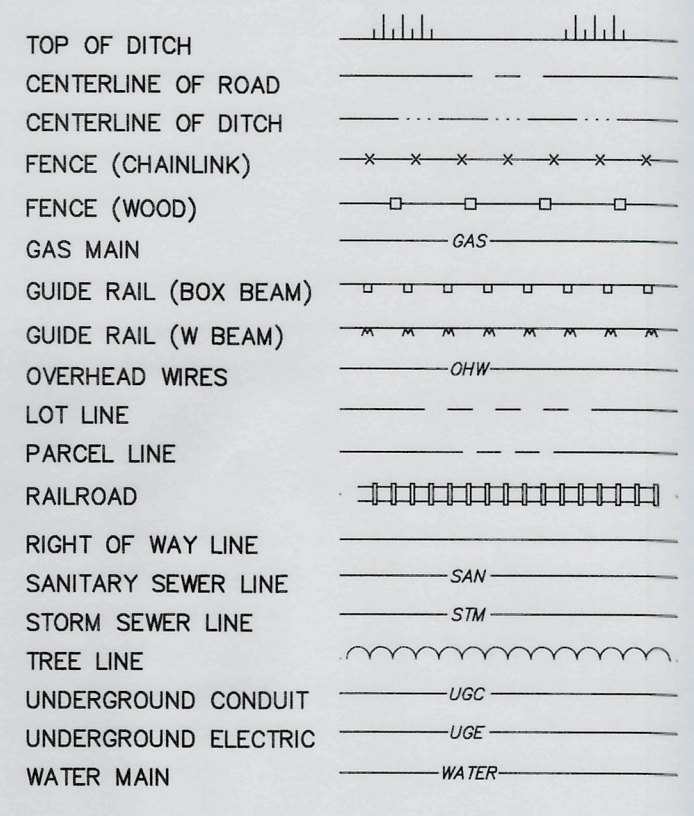 TOP OF DITCH
CENTERLINE OF ROAD
CENTERLINE OF DITCH
FENCE (CHAINLINK)
FENCE (WOOD)
GAS MAIN GAS
GUIDE RAIL (BOX BEAM)
GUIDE RAIL (W BEAM)
OVERHEAD WIRES OHW
LOT LINE
PARCEL LINE
RAILROAD
RIGHT OF WAY LINE
SANITARY SEWER LINE SAN
STORM SEWER LINE STM
TREE LINE
UNDERGROUND CONDUIT UGC
UNDERGROUND ELECTRIC UGE
WATER MAIN WATER